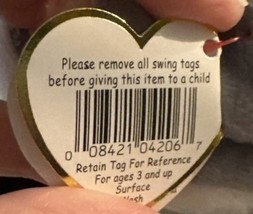 Please remove all swing tags
before giving this item to a child
0 08421 04206 7
Retain Tag For Reference
For ages 3 and up
Surface
Wash